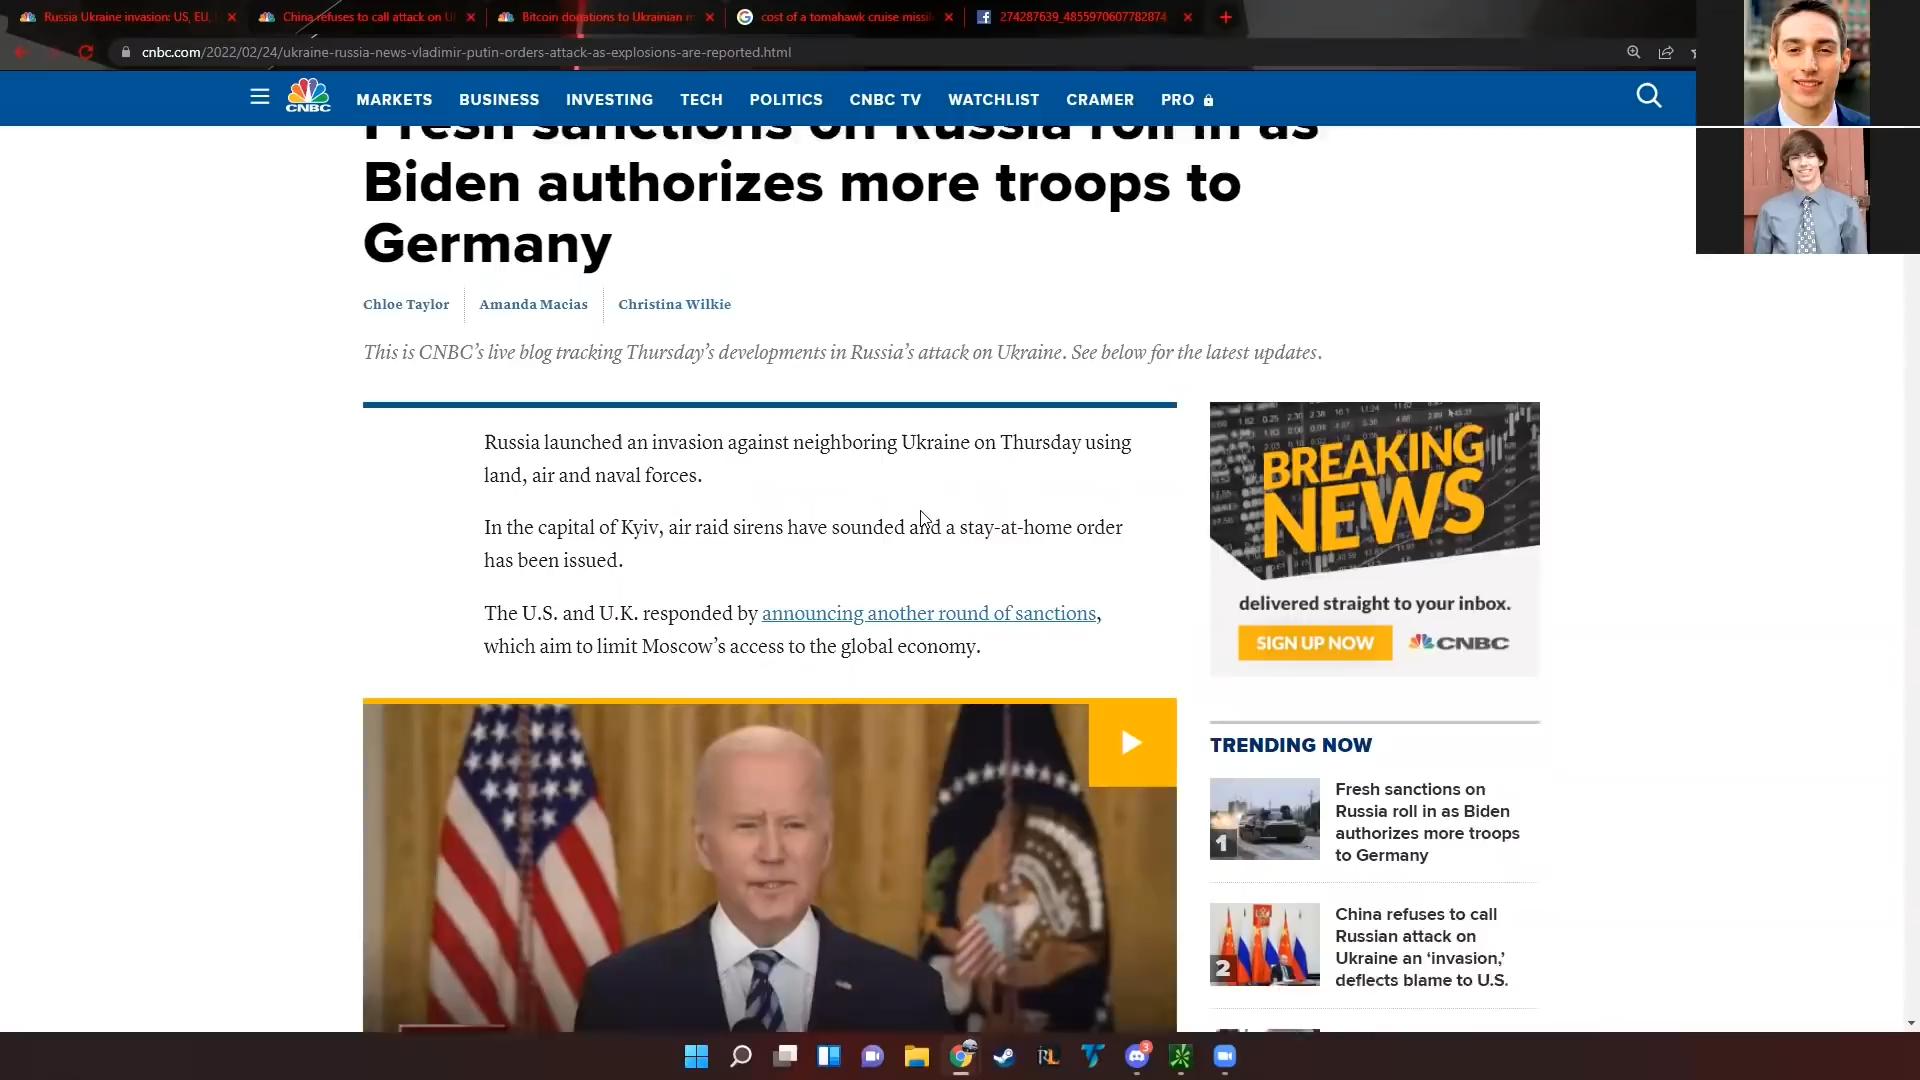 Russia Ukraine invasion: US, EU,
China refuses to call attack on U
Bitcoin donations to Ukrainian m
cost of a tomahawk cruise missil
274287639_4855970607782874
cnbc.com/2022/02/24/ukraine-russia-news-vladimir-putin-orders-attack-as-explosions-are-reported.html
CNBC
MARKETS BUSINESS INVESTING TECH POLITICS CNBC TV WATCHLIST CRAMER PRO
Fresh sanctions on Russia roll in as
Biden authorizes more troops to
Germany
Chloe Taylor Amanda Macias Christina Wilkie
This is CNBC’s live blog tracking Thursday’s developments in Russia’s attack on Ukraine. See below for the latest updates.
Russia launched an invasion against neighboring Ukraine on Thursday using
land, air and naval forces.
In the capital of Kyiv, air raid sirens have sounded and a stay-at-home order
has been issued.
The U.S. and U.K. responded by announcing another round of sanctions,
which aim to limit Moscow’s access to the global economy.
BREAKING
NEWS
delivered straight to your inbox.
SIGN UP NOW CNBC
TRENDING NOW
1
Fresh sanctions on
Russia roll in as Biden
authorizes more troops
to Germany
2
China refuses to call
Russian attack on
Ukraine an ‘invasion,’
deflects blame to U.S.
RL
3